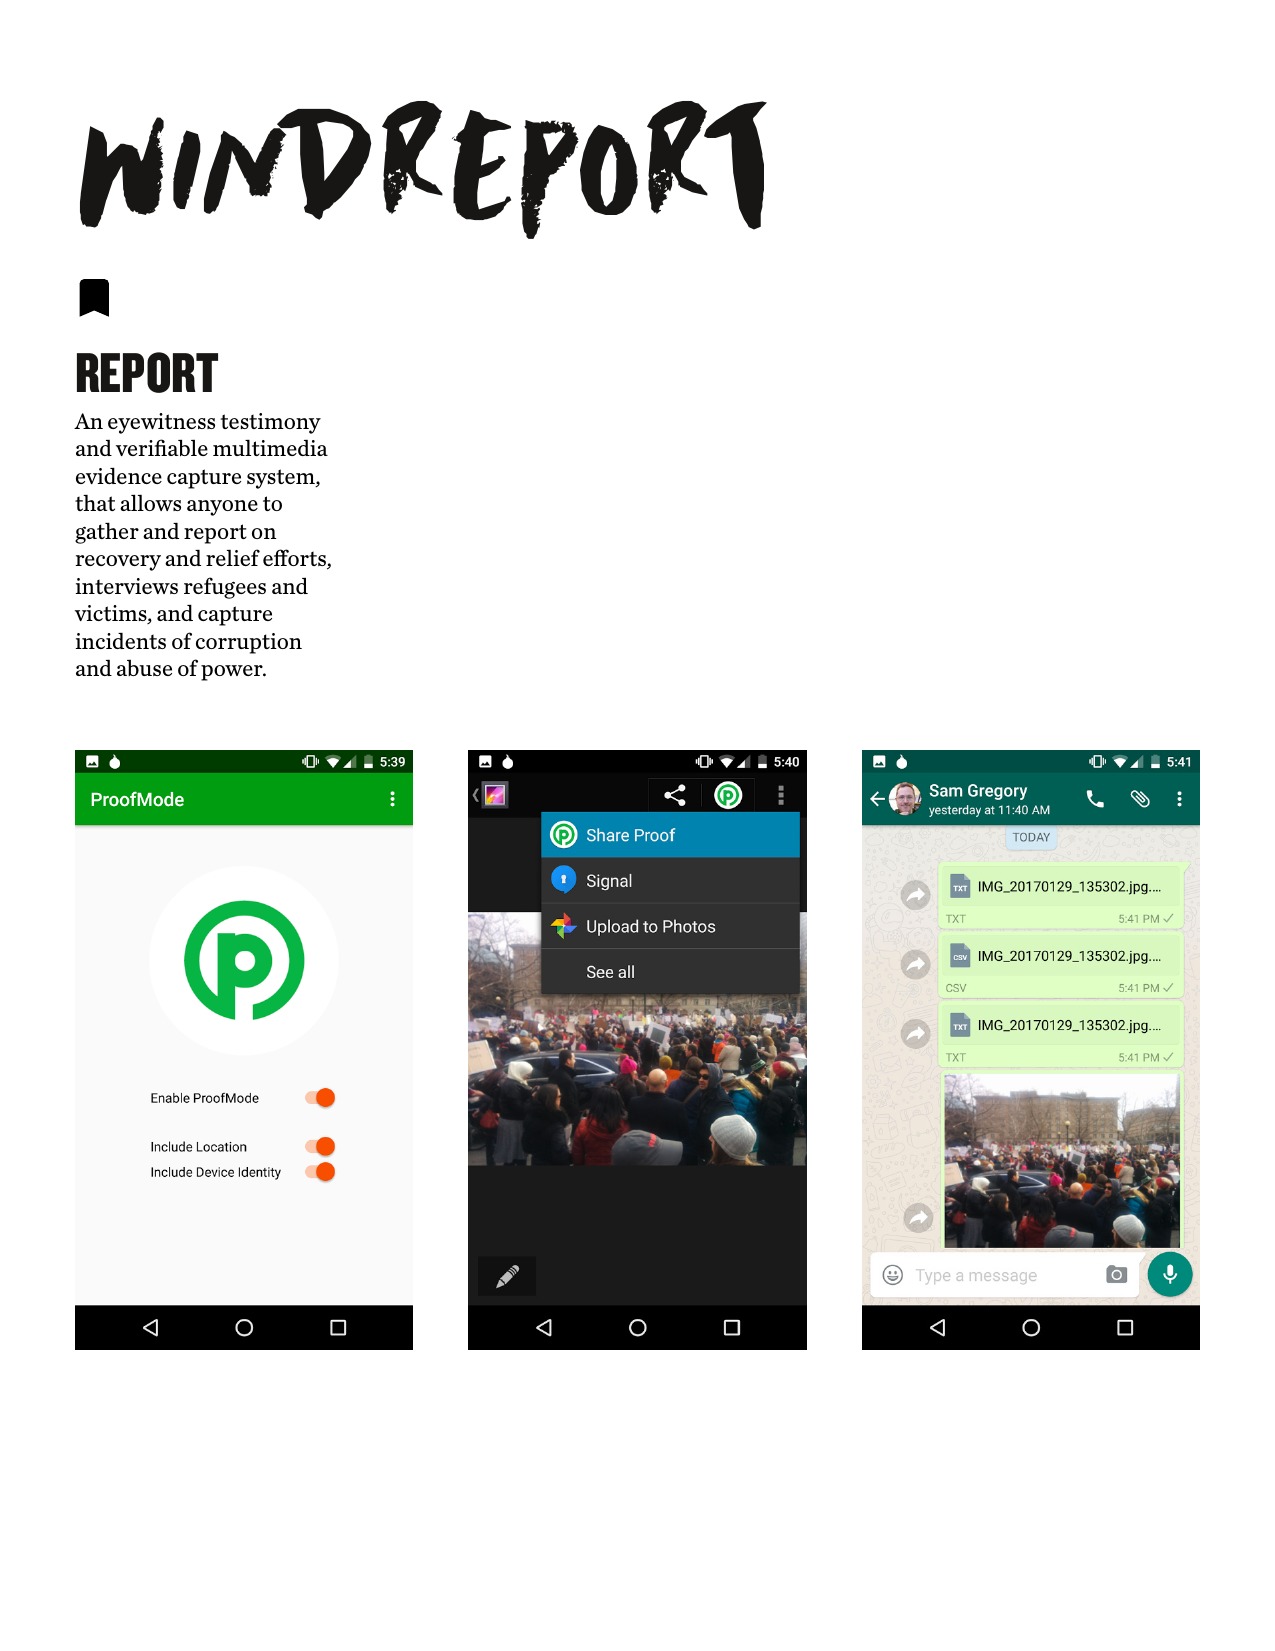 WINDREPORT
REPORT
An eyewitness testimony
and verifiable multimedia
evidence capture system,
that allows anyone to
gather and report on
recovery and relief efforts,
interviews refugees and
victims, and capture
incidents of corruption
and abuse of power.
5:39
ProofMode
Enable ProofMode
Include Location
Include Device Identity
5:40
Share Proof
Signal
Upload to Photos
See all
5:41
Sam Gregory
yesterday at 11:40 AM
TODAY
TXT IMG_20170129_135302.jpg....
TXT 5:41 PM
CSV IMG_20170129_135302.jpg....
CSV 5:41 PM
TXT IMG_20170129_135302.jpg....
TXT 5:41 PM
Type a message